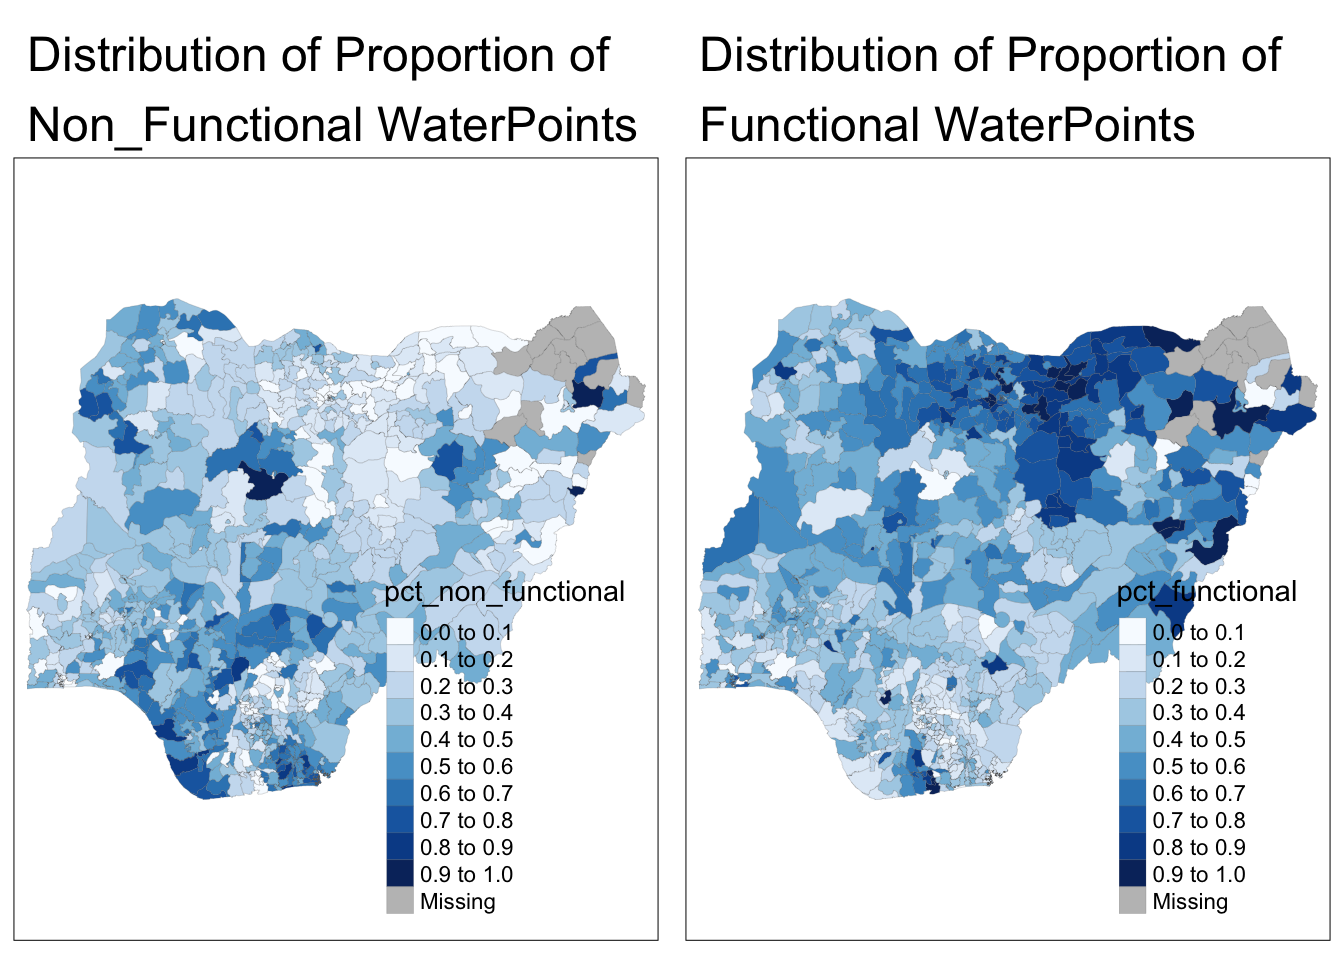 Distribution of Proportion of
Non_Functional WaterPoints
pct_non_functional
0.0 to 0.1
0.1 to 0.2
0.2 to 0.3
0.3 to 0.4
0.4 to 0.5
0.5 to 0.6
0.6 to 0.7
0.7 to 0.8
0.8 to 0.9
0.9 to 1.0
Missing
Distribution of Proportion of
Functional WaterPoints
pct_functional
0.0 to 0.1
0.1 to 0.2
0.2 to 0.3
0.3 to 0.4
0.4 to 0.5
0.5 to 0.6
0.6 to 0.7
0.7 to 0.8
0.8 to 0.9
0.9 to 1.0
Missing